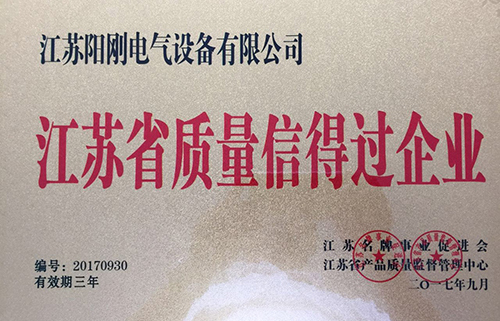 江苏阳刚电气设备有限公司
江苏省质量信得过企业
江苏名牌事业促进会
编号:20170930
江苏省产品质量监督管理中心
有效期三年
二〇一七年九月